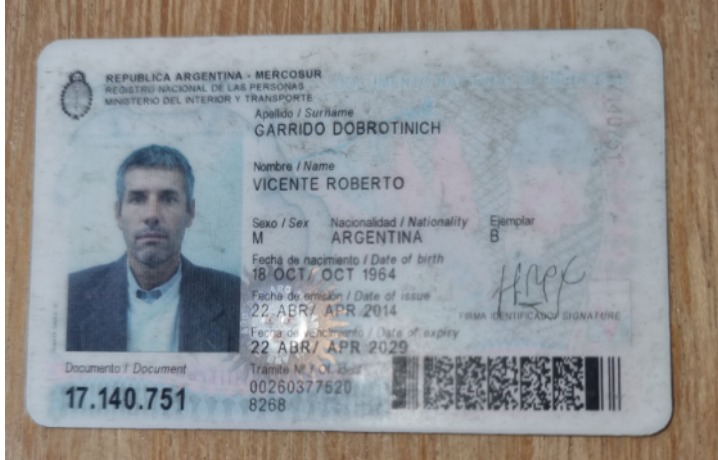 REPUBLICA ARGENTINA - MERCOSUR
REGISTRO NACIONAL DE LAS PERSONAS
MINISTERIO DEL INTERIOR Y TRANSPORTE
Apellido / Surname
GARRIDO DOBROTINICH
Nombre / Name
VICENTE ROBERTO
Sexo / Sex Nacionalidad / Nationality Ejemplar
M ARGENTINA B
Fecha de nacimiento / Date of birth
18 OCT/ OCT 1964
Fecha de emisión / Date of issue
22 ABR/ APR 2014
FIRMA IDENTIFICADO/ SIGNATURE
Fecha de vencimiento / Date of expiry
22 ABR/ APR 2029
Documento / Document Tramite Nº /
17.140.751 00260377620
8268